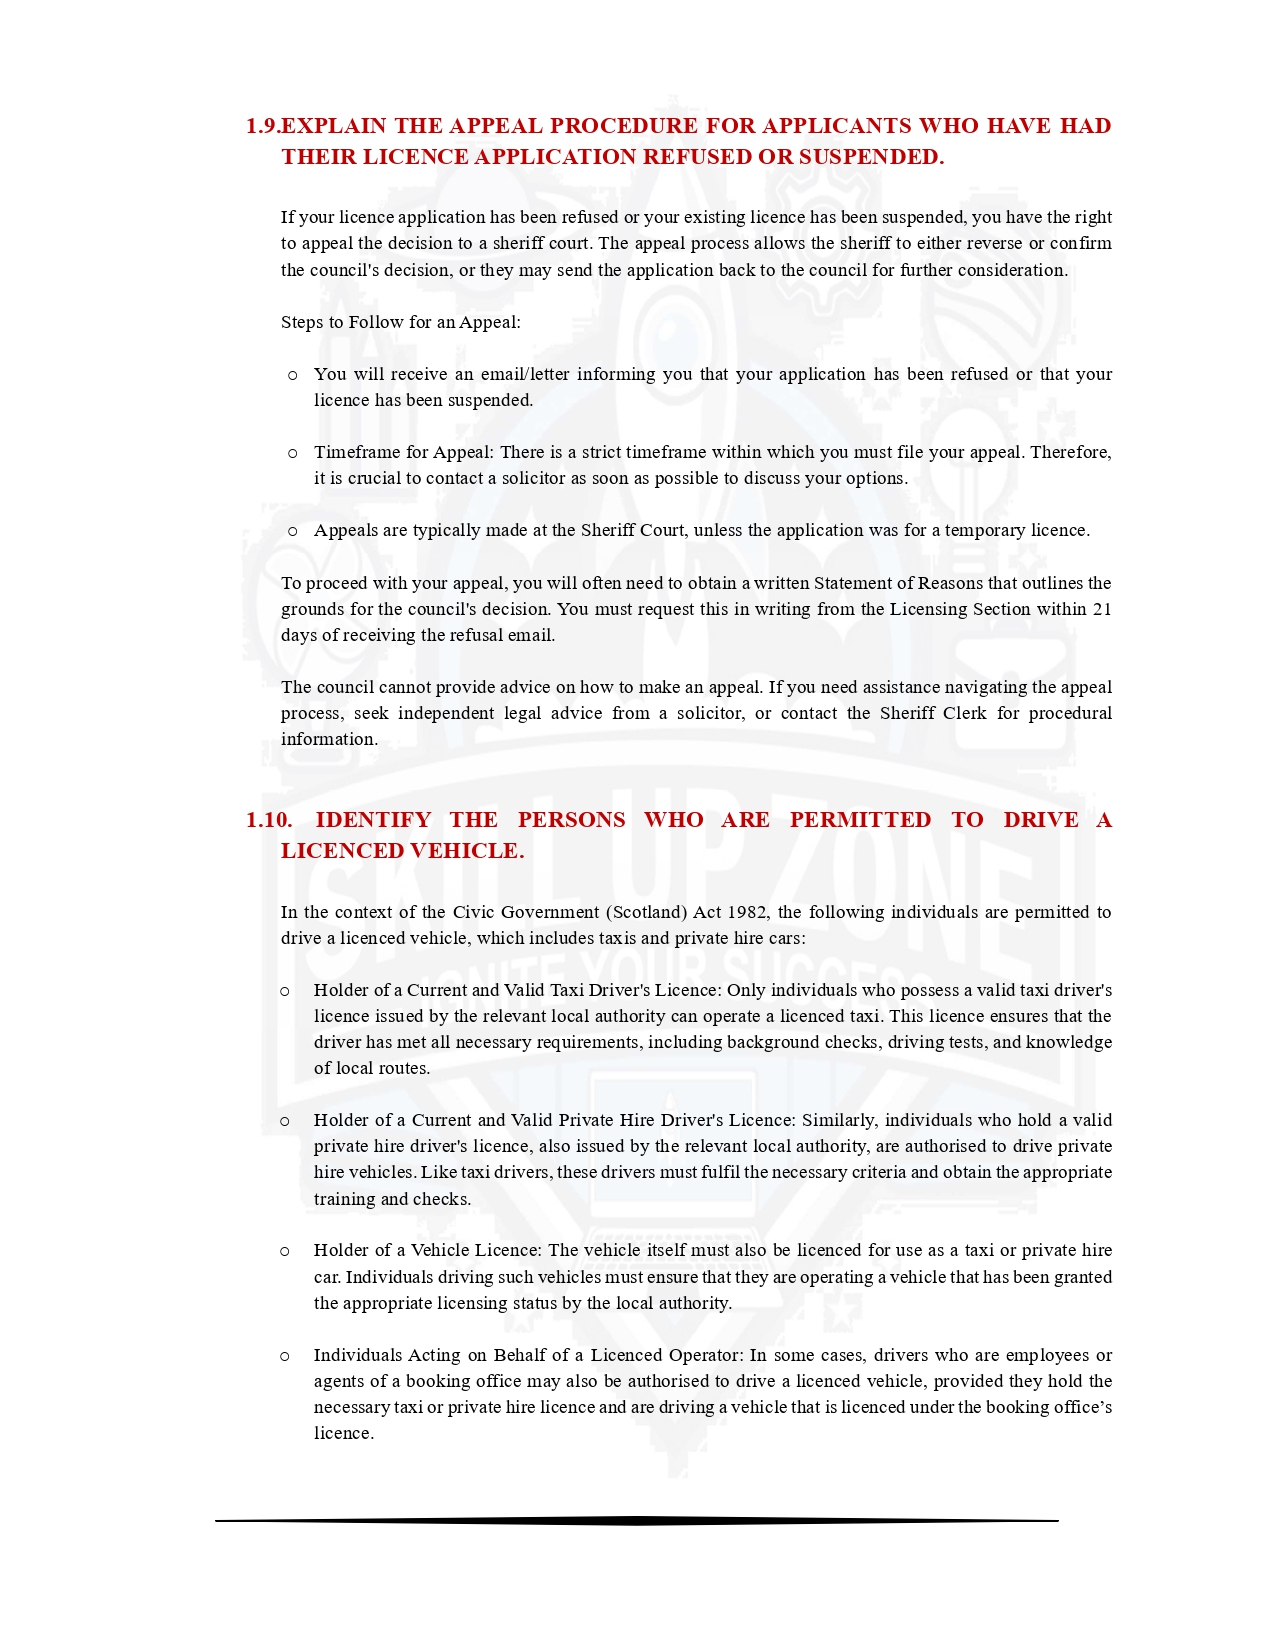 1.9.EXPLAIN THE APPEAL PROCEDURE FOR APPLICANTS WHO HAVE HAD
THEIR LICENCE APPLICATION REFUSED OR SUSPENDED.
If your licence application has been refused or your existing licence has been suspended, you have the right
to appeal the decision to a sheriff court. The appeal process allows the sheriff to either reverse or confirm
the council's decision, or they may send the application back to the council for further consideration.
Steps to Follow for an Appeal:
o You will receive an email/letter informing you that your application has been refused or that your
licence has been suspended.
o Timeframe for Appeal: There is a strict timeframe within which you must file your appeal. Therefore,
it is crucial to contact a solicitor as soon as possible to discuss your options.
o Appeals are typically made at the Sheriff Court, unless the application was for a temporary licence.
To proceed with your appeal, you will often need to obtain a written Statement of Reasons that outlines the
grounds for the council's decision. You must request this in writing from the Licensing Section within 21
days of receiving the refusal email.
The council cannot provide advice on how to make an appeal. If you need assistance navigating the appeal
process, seek independent legal advice from a solicitor, or contact the Sheriff Clerk for procedural
information.
1.10. IDENTIFY THE PERSONS WHO ARE PERMITTED TO DRIVE A
LICENCED VEHICLE.
SKILL UP ZONE
In the context of the Civic Government (Scotland) Act 1982, the following individuals are permitted to
drive a licenced vehicle, which includes taxis and private hire cars:
IGNITE YOUR SUCCESS
o Holder of a Current and Valid Taxi Driver's Licence: Only individuals who possess a valid taxi driver's
licence issued by the relevant local authority can operate a licenced taxi. This licence ensures that the
driver has met all necessary requirements, including background checks, driving tests, and knowledge
of local routes.
o Holder of a Current and Valid Private Hire Driver's Licence: Similarly, individuals who hold a valid
private hire driver's licence, also issued by the relevant local authority, are authorised to drive private
hire vehicles. Like taxi drivers, these drivers must fulfil the necessary criteria and obtain the appropriate
training and checks.
o Holder of a Vehicle Licence: The vehicle itself must also be licenced for use as a taxi or private hire
car. Individuals driving such vehicles must ensure that they are operating a vehicle that has been granted
the appropriate licensing status by the local authority.
o Individuals Acting on Behalf of a Licenced Operator: In some cases, drivers who are employees or
agents of a booking office may also be authorised to drive a licenced vehicle, provided they hold the
necessary taxi or private hire licence and are driving a vehicle that is licenced under the booking office’s
licence.